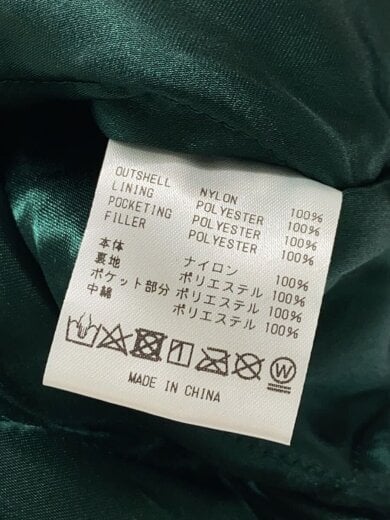 OUTSHELL NYLON 100%
LINING POLYESTER 100%
POCKETING POLYESTER 100%
FILLER POLYESTER 100%
本体 ナイロン 100%
裏地 ポリエステル 100%
ポケット部分 ポリエステル 100%
中綿 ポリエステル 100%
W
MADE IN CHINA